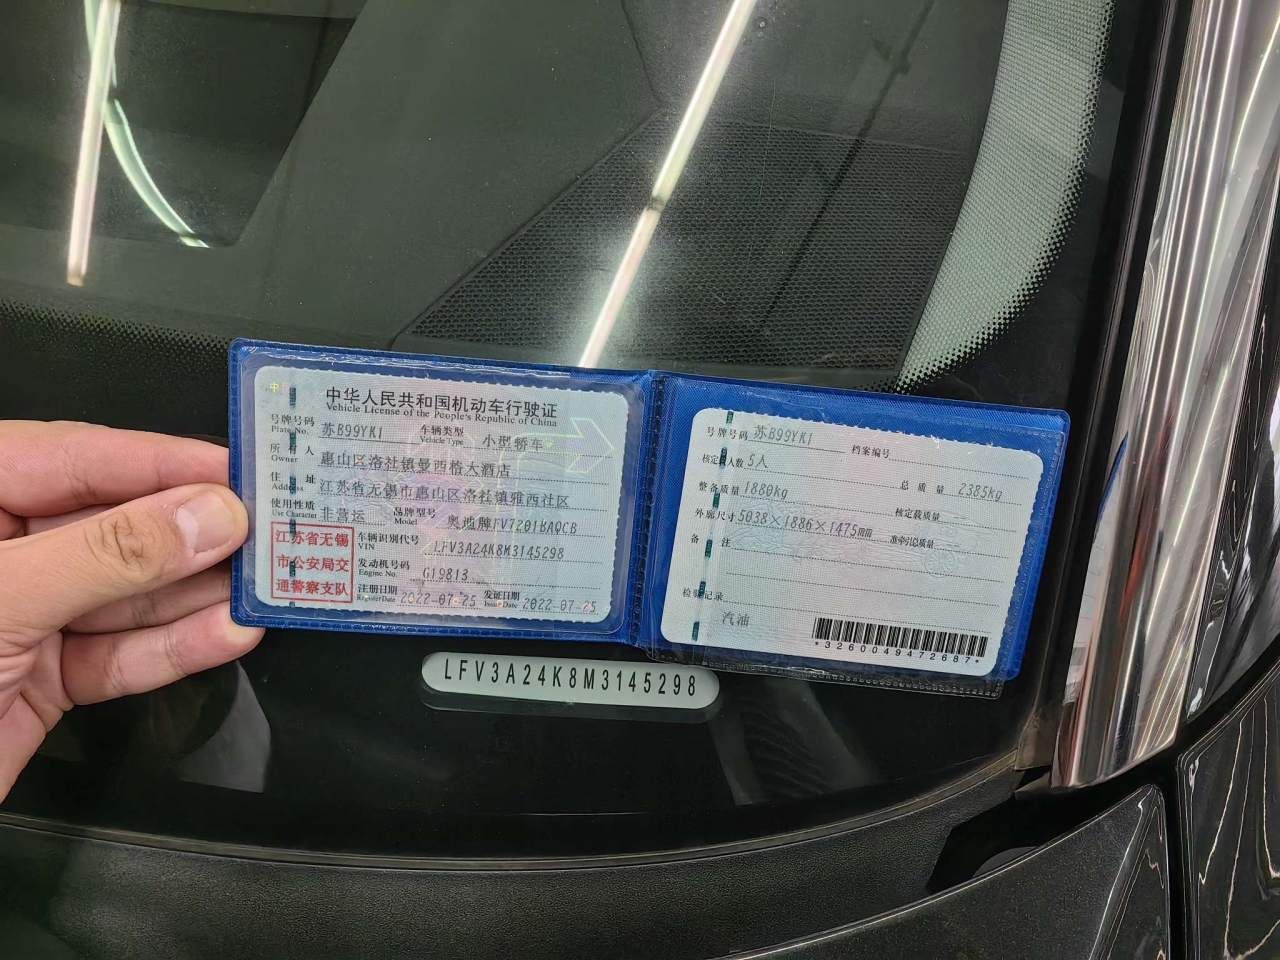 中华人民共和国机动车行驶证
Vehicle License of the People's Republic of China
号牌号码 苏B99YK1 车辆类型 小型轿车
Plate No. Vehicle Type
所有人 惠山区洛社镇曼西格大酒店
Owner
住址 江苏省无锡市惠山区洛社镇雅西社区
Address
使用性质 非营运 品牌型号 奥迪牌FV7201BAQCB
Use Character Model
江苏省无锡
市公安局交
通警察支队
车辆识别代号 LFV3A24K8M3145298
VIN
发动机号码 G19813
Engine No.
注册日期 2022-07-25 发证日期 2022-07-25
Register Date Issue Date
号牌号码 苏B99YK1 档案编号
核定载人数 5人 总质量 2385kg
整备质量 1880kg 核定载质量
外廓尺寸 5038×1886×1475mm 准牵引总质量 --
备注
检验记录
汽油
*3260049472687*
LFV3A24K8M3145298